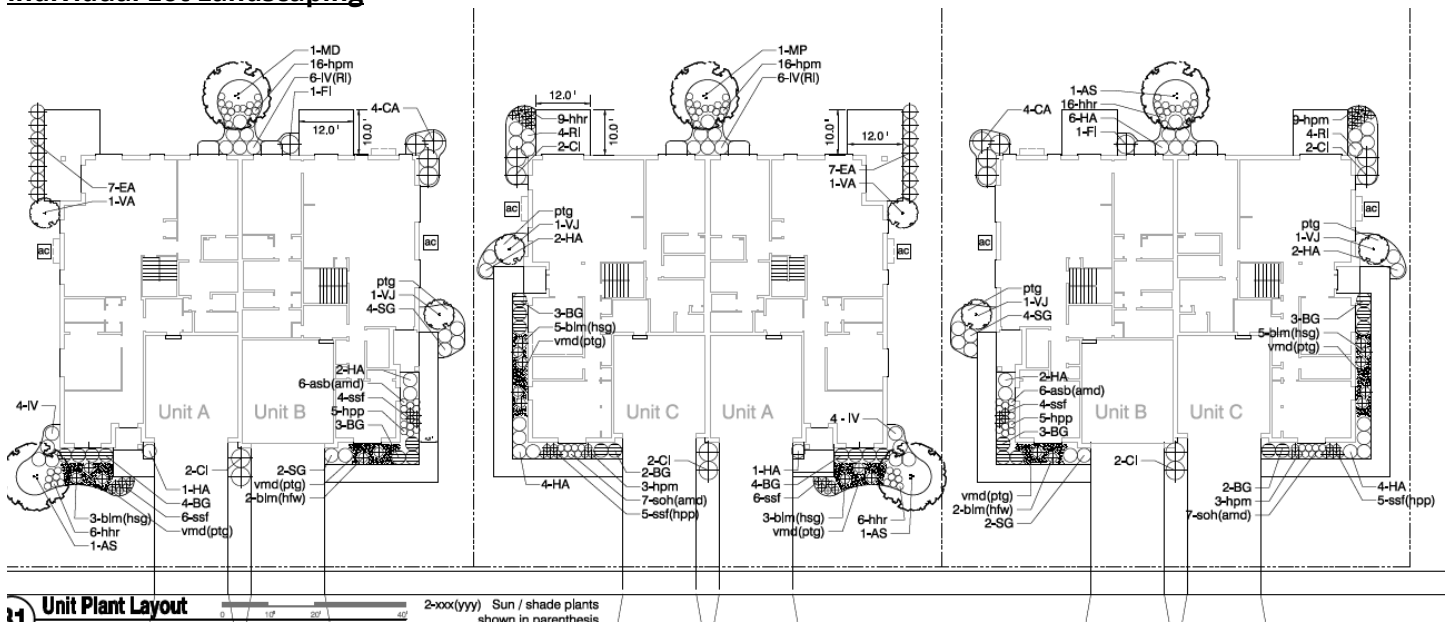 Individual Lot Landscaping
1-MD
16-hpm
6-IV(RI)
1-FI
12.0'
10.0'
4-CA
7-EA
1-VA
ac
ac
ptg
1-VJ
4-SG
2-HA
6-asb(amd)
4-ssf
5-hpp
3-BG
Unit A
Unit B
4-IV
2-CI
1-HA
4-BG
6-ssf
vmd(ptg)
3-blm(hsg)
6-hhr
1-AS
2-SG
vmd(ptg)
2-blm(hfw)
1-MP
16-hpm
6-IV(RI)
12.0'
10.0'
9-hhr
4-RI
2-CI
10.0'
12.0'
7-EA
1-VA
ac
ac
ptg
1-VJ
2-HA
3-BG
5-blm(hsg)
vmd(ptg)
Unit C
Unit A
4 - IV
4-HA
2-CI
2-BG
3-hpm
7-soh(amd)
5-ssf(hpp)
1-HA
4-BG
6-ssf
3-blm(hsg)
vmd(ptg)
6-hhr
1-AS
1-AS
16-hhr
6-HA
1-FI
4-CA
12.0'
10.0'
9-hpm
4-RI
2-CI
ac
ac
ptg
1-VJ
4-SG
ptg
1-VJ
2-HA
3-BG
5-blm(hsg)
vmd(ptg)
2-HA
6-asb(amd)
4-ssf
5-hpp
3-BG
Unit B
Unit C
2-CI
vmd(ptg)
2-blm(hfw)
2-SG
2-BG
3-hpm
7-soh(amd)
4-HA
5-ssf(hpp)
31
Unit Plant Layout
0 10' 20' 40'
2-xxx(yyy) Sun / shade plants
shown in parenthesis